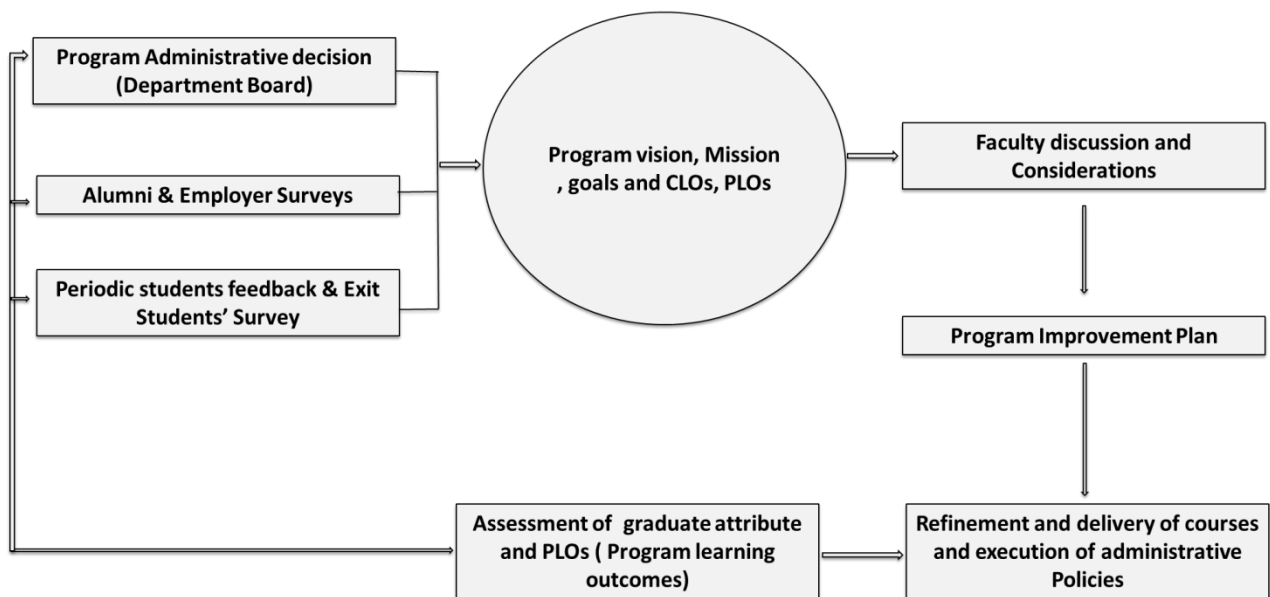 Program Administrative decision
(Department Board)
Alumni & Employer Surveys
Periodic students feedback & Exit
Students’ Survey
Program vision, Mission
, goals and CLOs, PLOs
Faculty discussion and
Considerations
Program Improvement Plan
Assessment of graduate attribute
and PLOs ( Program learning
outcomes)
Refinement and delivery of courses
and execution of administrative
Policies